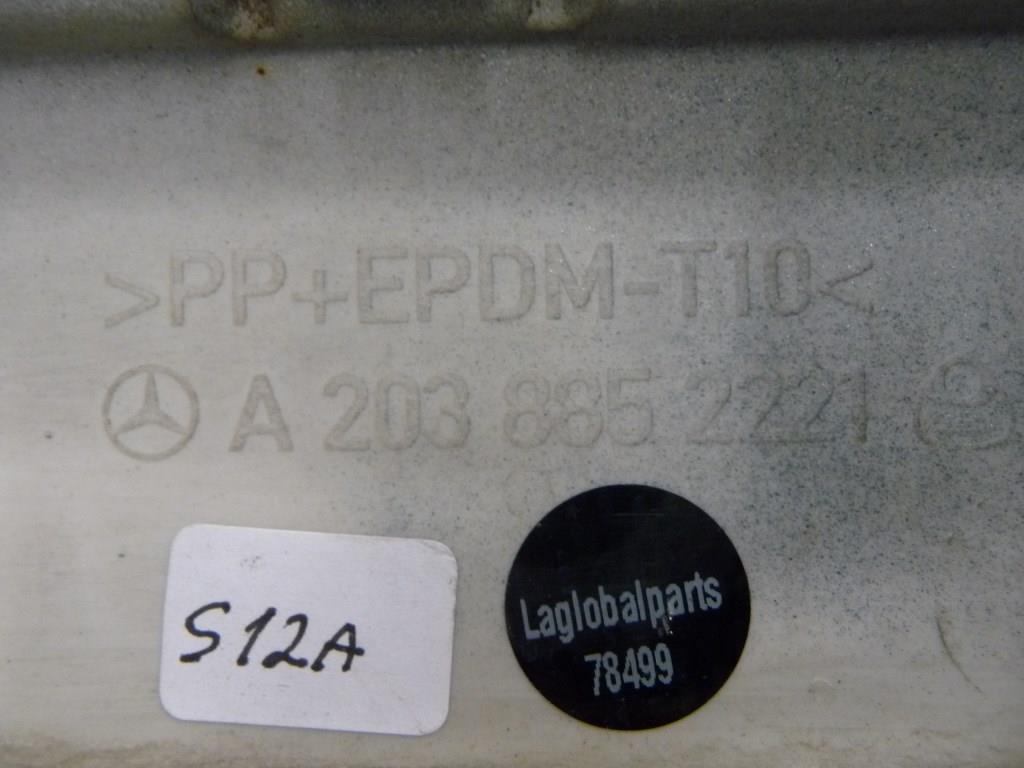 >PP+EPDM-T10<
A 203 885 2221
S12A
Laglobalparts
78499